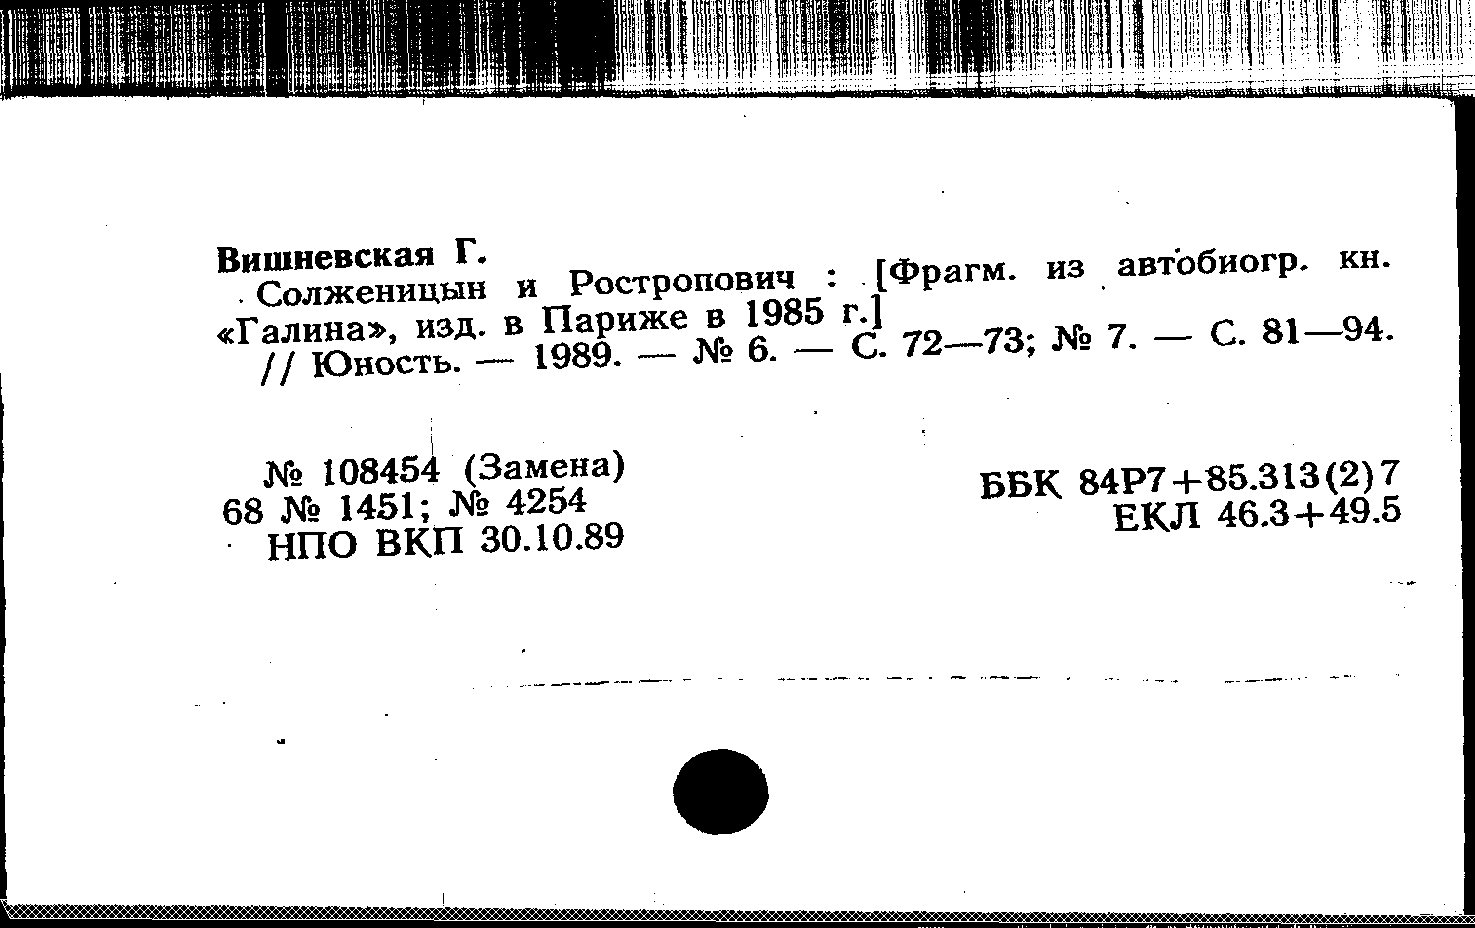 Вишневская Г.
Солженицын и Ростропович : [Фрагм. из автобиогр. кн.
«Галина», изд. в Париже в 1985 г.]
// Юность. — 1989. — № 6. — С. 72—73; № 7. — С. 81—94.
№ 108454 (Замена)
68 № 1451; № 4254
НПО ВКП 30.10.89
ББК 84Р7+85.313(2)7
ЕКЛ 46.3+49.5